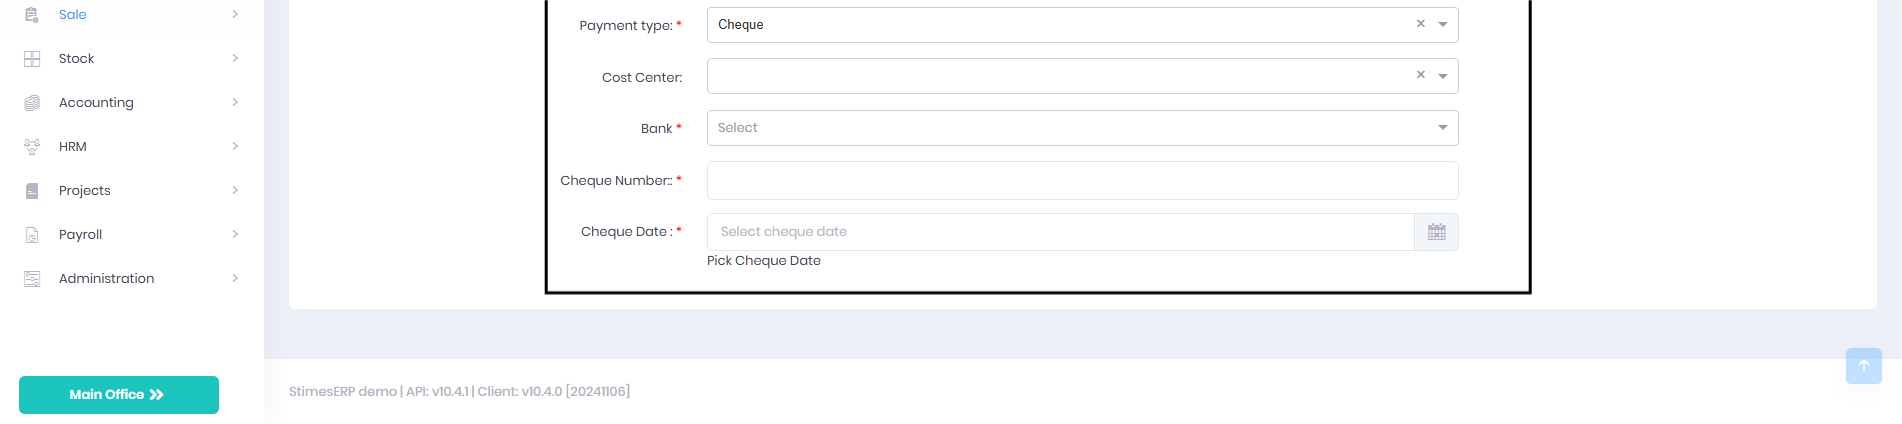 Sale
Stock
Accounting
HRM
Projects
Payroll
Administration
Main Office
Payment type: *
Cheque
Cost Center:
Bank *
Select
Cheque Number:: *
Cheque Date : *
Select cheque date
Pick Cheque Date
StimesERP demo | API: v10.4.1 | Client: v10.4.0 [20241106]